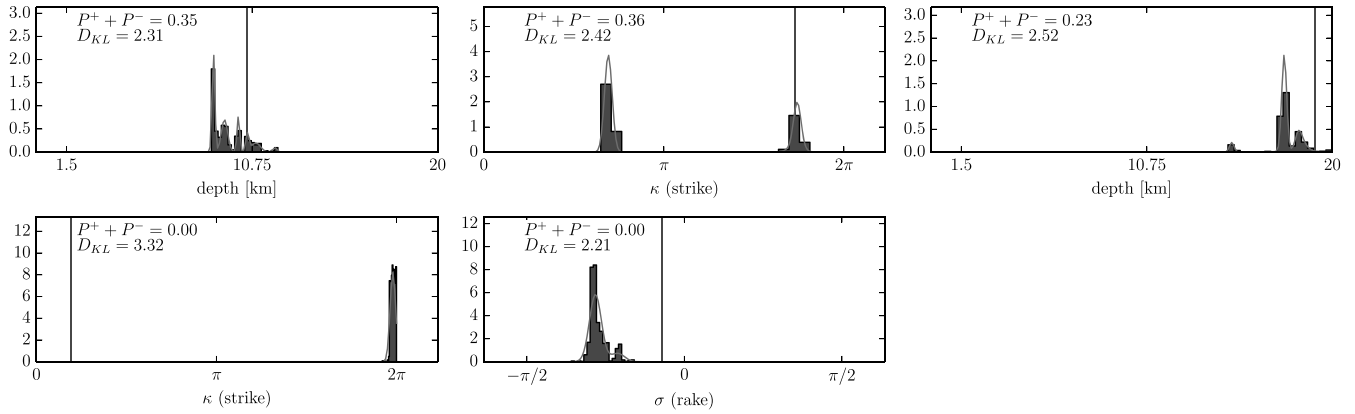 3.0
2.5
2.0
1.5
1.0
0.5
0.0
P⁺ + P⁻ = 0.35
D_KL = 2.31
1.5 10.75 20
depth [km]
5
4
3
2
1
0
P⁺ + P⁻ = 0.36
D_KL = 2.42
0 π 2π
κ (strike)
3.0
2.5
2.0
1.5
1.0
0.5
0.0
P⁺ + P⁻ = 0.23
D_KL = 2.52
1.5 10.75 20
depth [km]
12
10
8
6
4
2
0
P⁺ + P⁻ = 0.00
D_KL = 3.32
0 π 2π
κ (strike)
12
10
8
6
4
2
0
P⁺ + P⁻ = 0.00
D_KL = 2.21
−π/2 0 π/2
σ (rake)